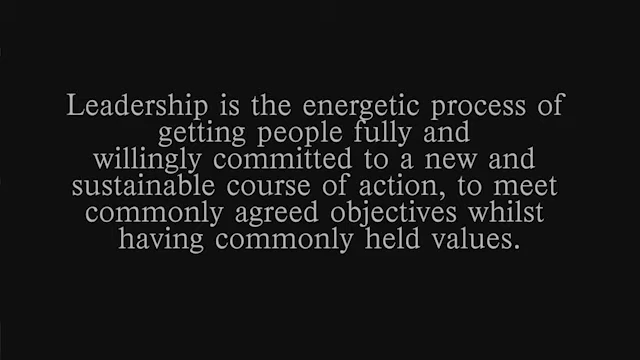 Leadership is the energetic process of
getting people fully and
willingly committed to a new and
sustainable course of action, to meet
commonly agreed objectives whilst
having commonly held values.